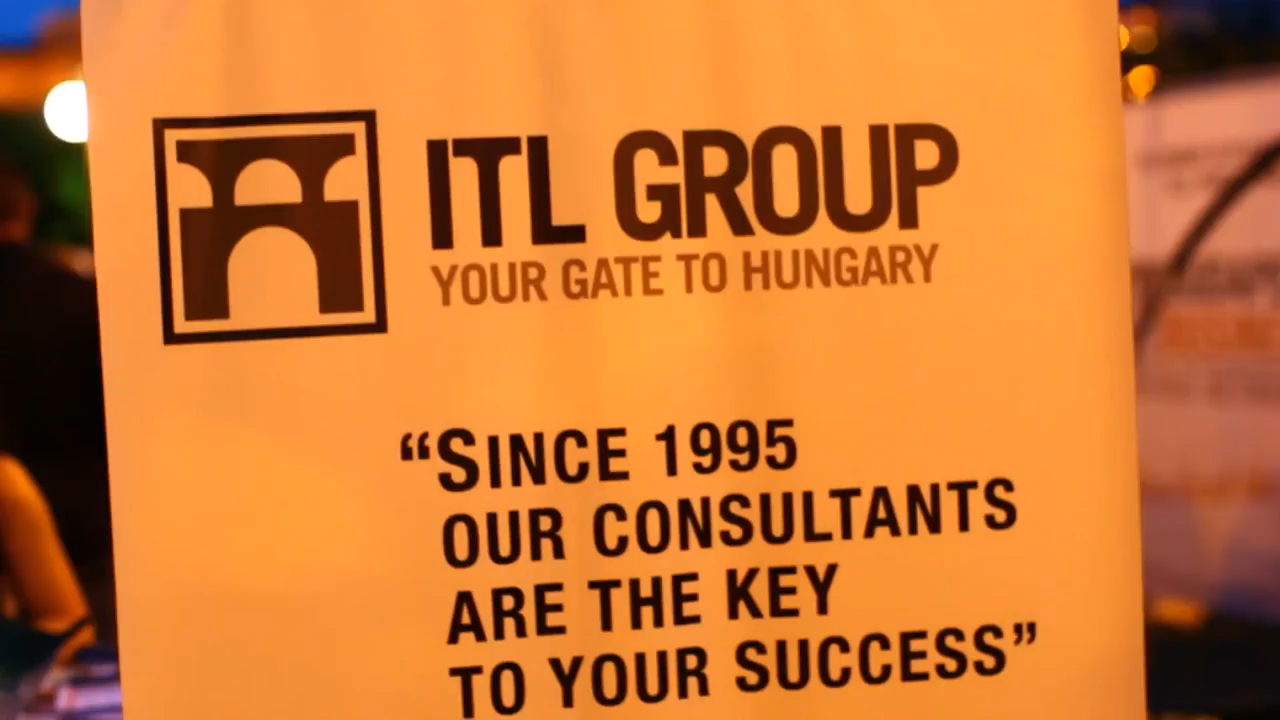 ITL GROUP
YOUR GATE TO HUNGARY
“SINCE 1995
OUR CONSULTANTS
ARE THE KEY
TO YOUR SUCCESS”